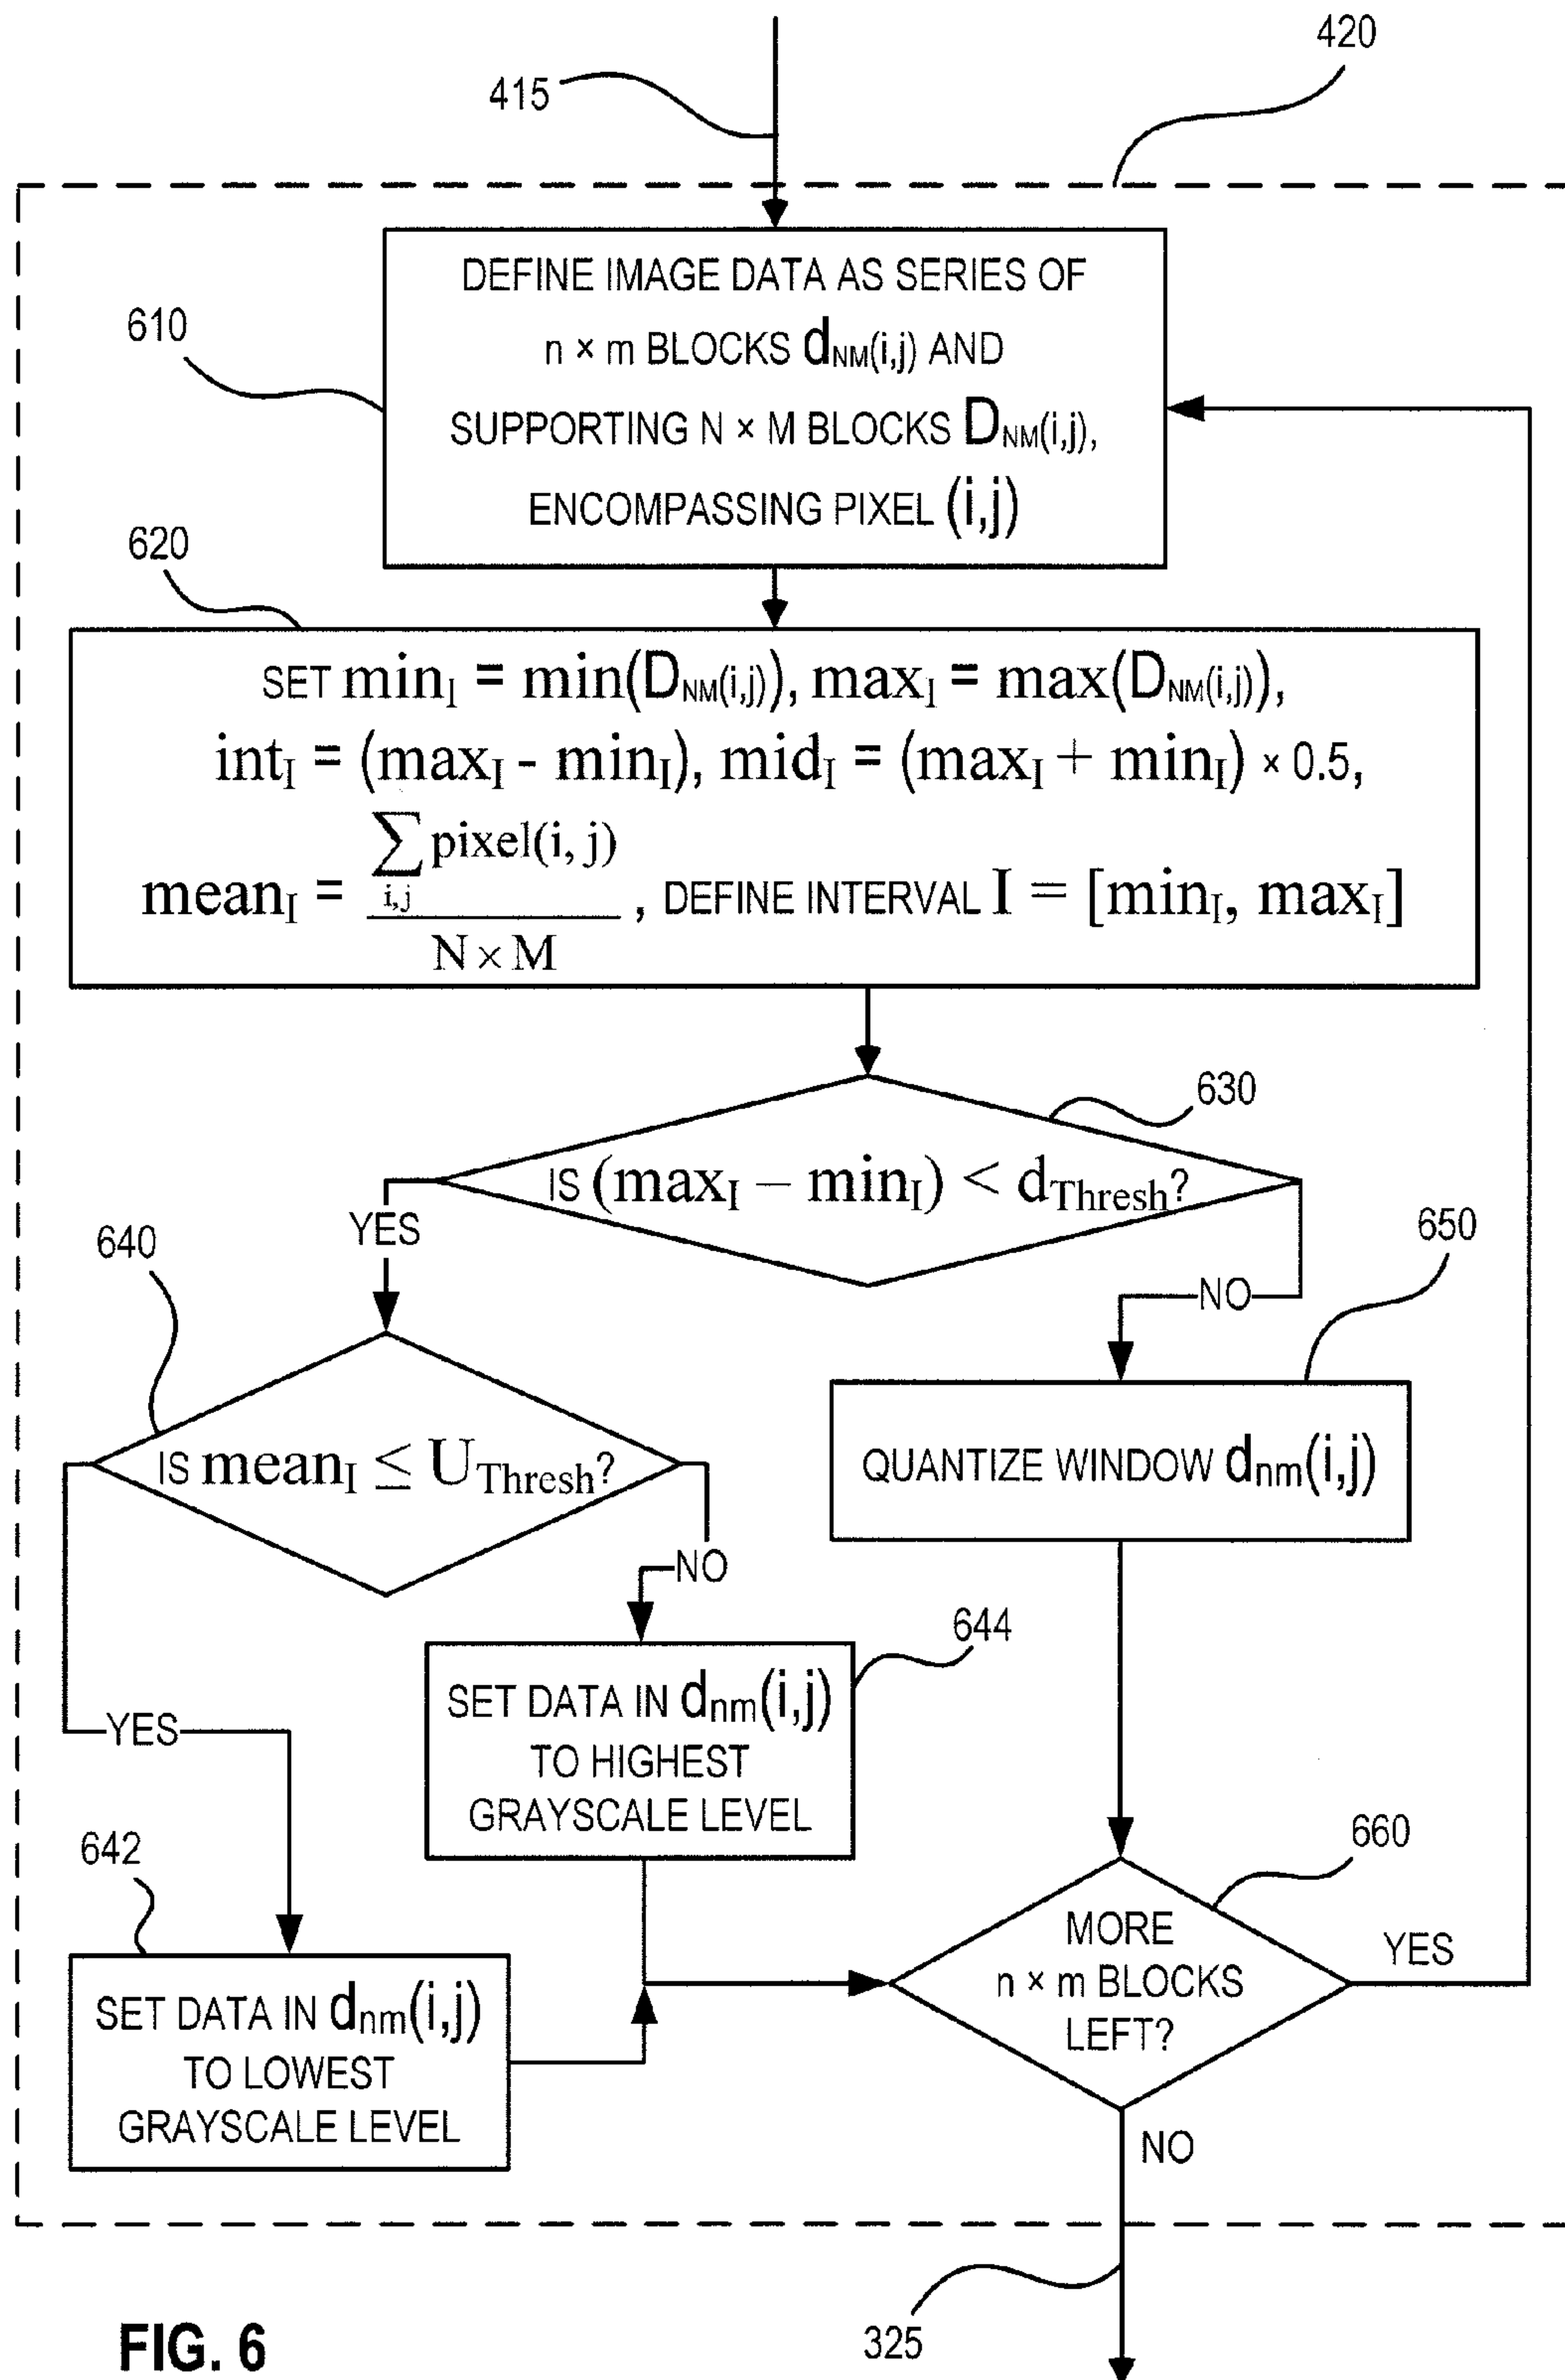 415
420
610
DEFINE IMAGE DATA AS SERIES OF
n × m BLOCKS dNM(i,j) AND
SUPPORTING N × M BLOCKS DNM(i,j),
ENCOMPASSING PIXEL (i,j)
620
SET minI = min(DNM(i,j)), maxI = max(DNM(i,j)),
intI = (maxI - minI), midI = (maxI + minI) × 0.5,
meanI = ∑i,j pixel(i, j) / N × M , DEFINE INTERVAL I = [minI, maxI]
630
IS (maxI – minI) < dThresh?
YES
NO
640
IS meanI ≤ UThresh?
650
QUANTIZE WINDOW dnm(i,j)
NO
YES
644
SET DATA IN dnm(i,j)
TO HIGHEST
GRAYSCALE LEVEL
642
SET DATA IN dnm(i,j)
TO LOWEST
GRAYSCALE LEVEL
660
MORE
n × m BLOCKS
LEFT?
YES
NO
325
FIG. 6